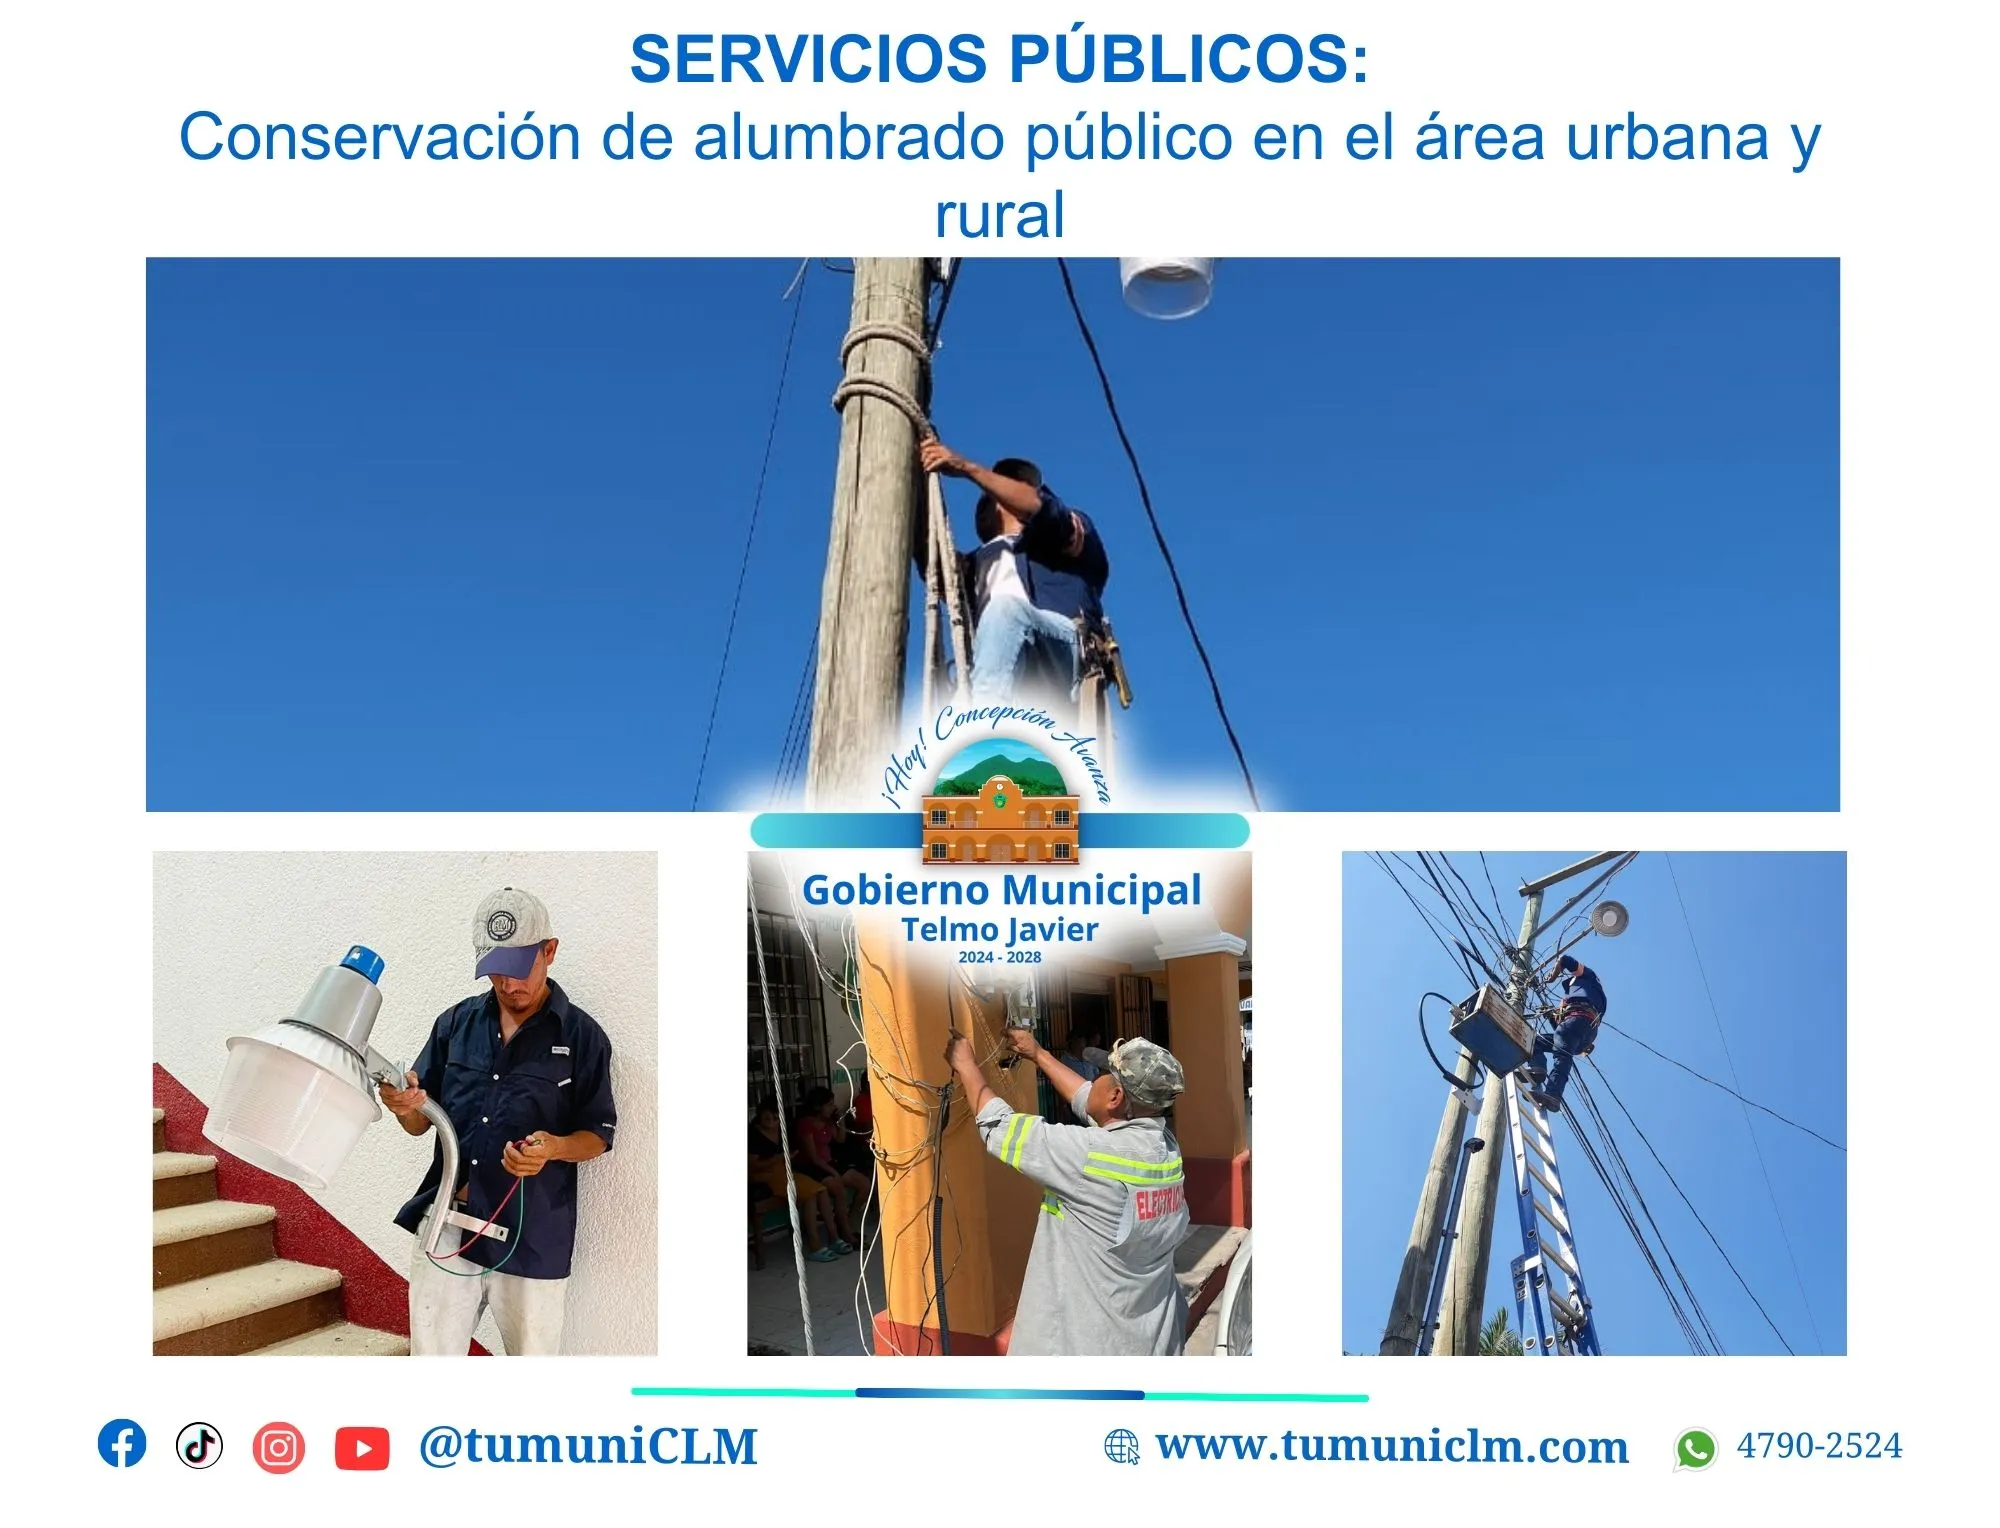 SERVICIOS PÚBLICOS:
Conservación de alumbrado público en el área urbana y
rural
¡Hoy! Concepción Avanza
Gobierno Municipal
Telmo Javier
2024 - 2028
RLM
@tumuniCLM
www.tumuniclm.com
4790-2524